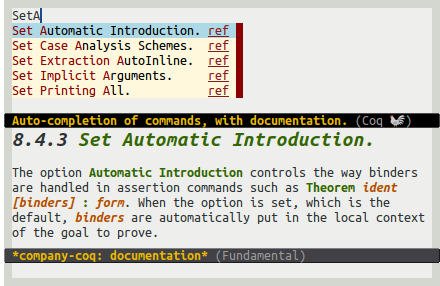 SetA
Set Automatic Introduction. ref
Set Case Analysis Schemes. ref
Set Extraction AutoInline. ref
Set Implicit Arguments. ref
Set Printing All. ref
Auto-completion of commands, with documentation. (Coq 🐓)
8.4.3 Set Automatic Introduction.
The option Automatic Introduction controls the way binders
are handled in assertion commands such as Theorem ident
[binders] : form. When the option is set, which is the
default, binders are automatically put in the local context
of the goal to prove.
*company-coq: documentation* (Fundamental)